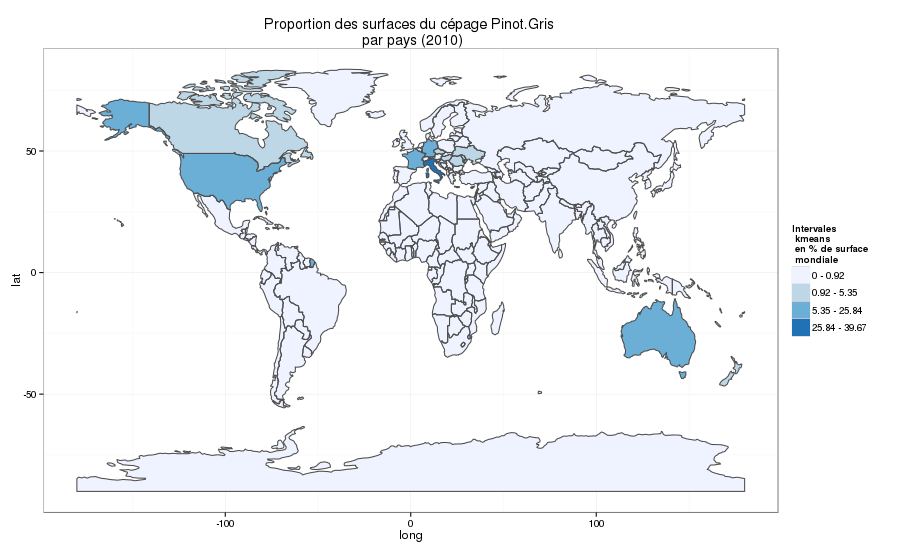 Proportion des surfaces du cépage Pinot.Gris
par pays (2010)
50
0
-50
lat
-100
0
100
long
Intervales
kmeans
en % de surface
mondiale
0 - 0.92
0.92 - 5.35
5.35 - 25.84
25.84 - 39.67